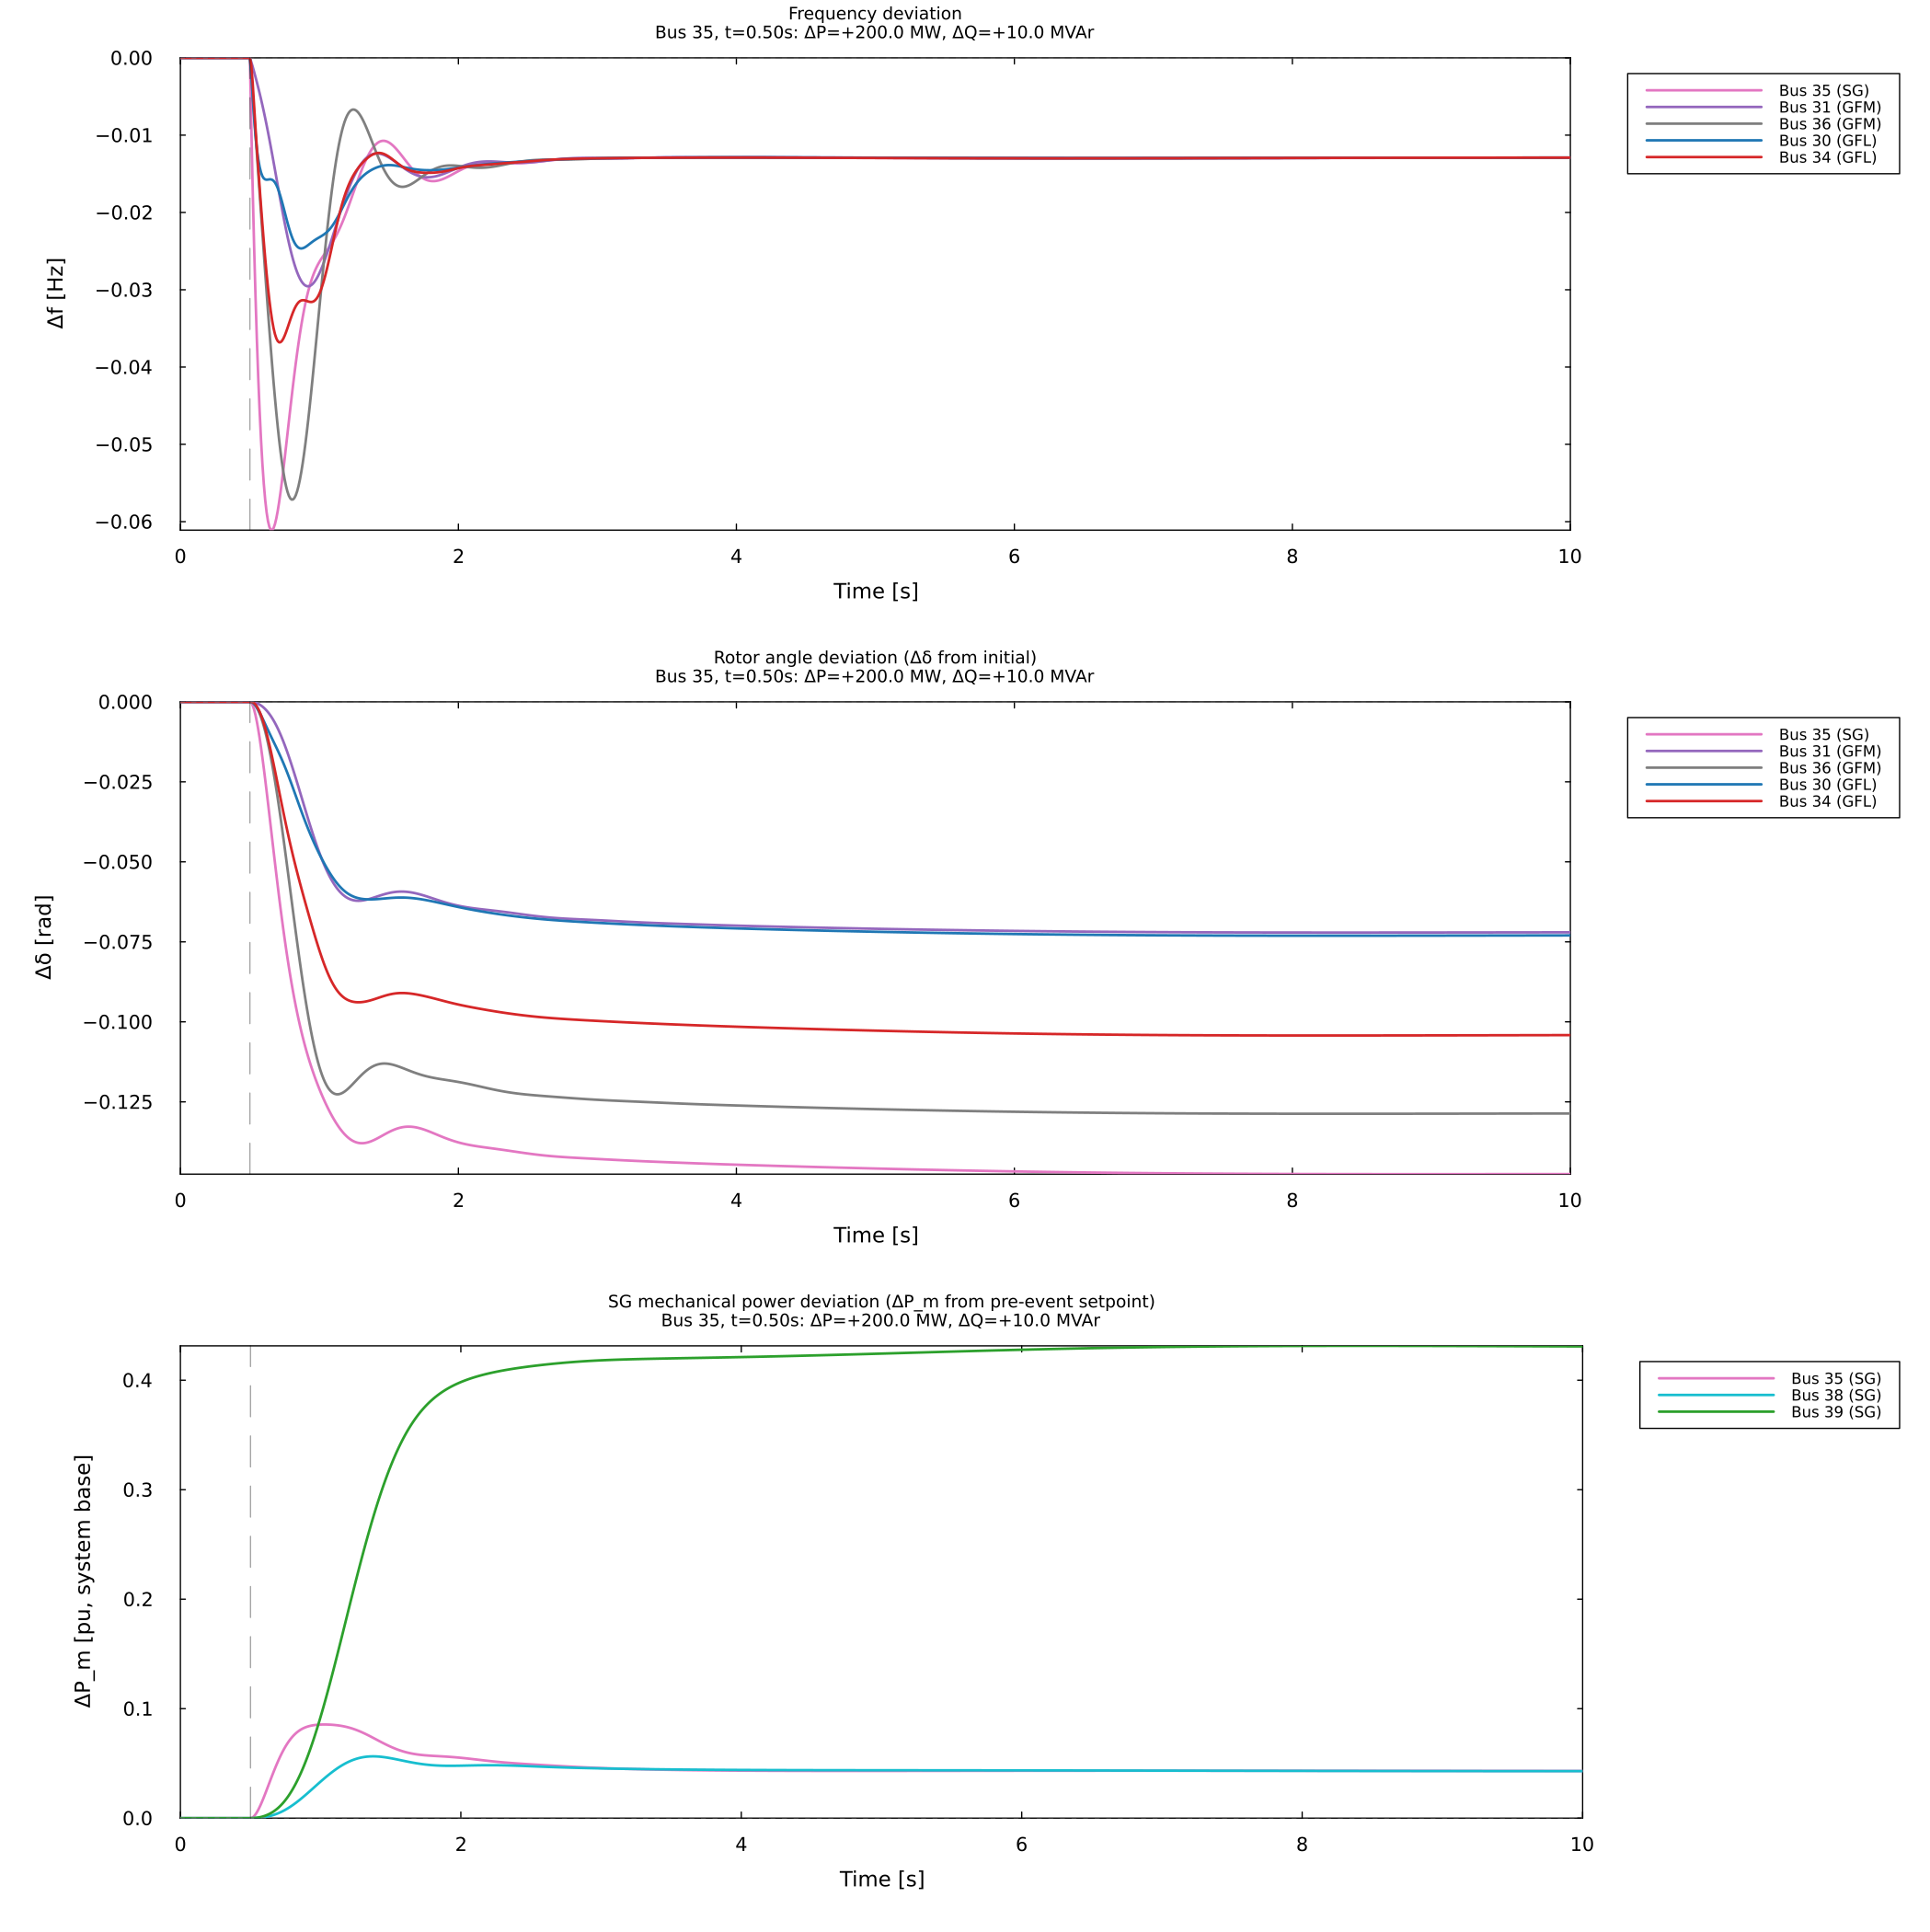 Frequency deviation
Bus 35, t=0.50s: ΔP=+200.0 MW, ΔQ=+10.0 MVAr
0.00
−0.01
−0.02
−0.03
−0.04
−0.05
−0.06
Δf [Hz]
0 2 4 6 8 10
Time [s]
Bus 35 (SG)
Bus 31 (GFM)
Bus 36 (GFM)
Bus 30 (GFL)
Bus 34 (GFL)
Rotor angle deviation (Δδ from initial)
Bus 35, t=0.50s: ΔP=+200.0 MW, ΔQ=+10.0 MVAr
0.000
−0.025
−0.050
−0.075
−0.100
−0.125
Δδ [rad]
0 2 4 6 8 10
Time [s]
Bus 35 (SG)
Bus 31 (GFM)
Bus 36 (GFM)
Bus 30 (GFL)
Bus 34 (GFL)
SG mechanical power deviation (ΔP_m from pre-event setpoint)
Bus 35, t=0.50s: ΔP=+200.0 MW, ΔQ=+10.0 MVAr
0.4
0.3
0.2
0.1
0.0
ΔP_m [pu, system base]
0 2 4 6 8 10
Time [s]
Bus 35 (SG)
Bus 38 (SG)
Bus 39 (SG)